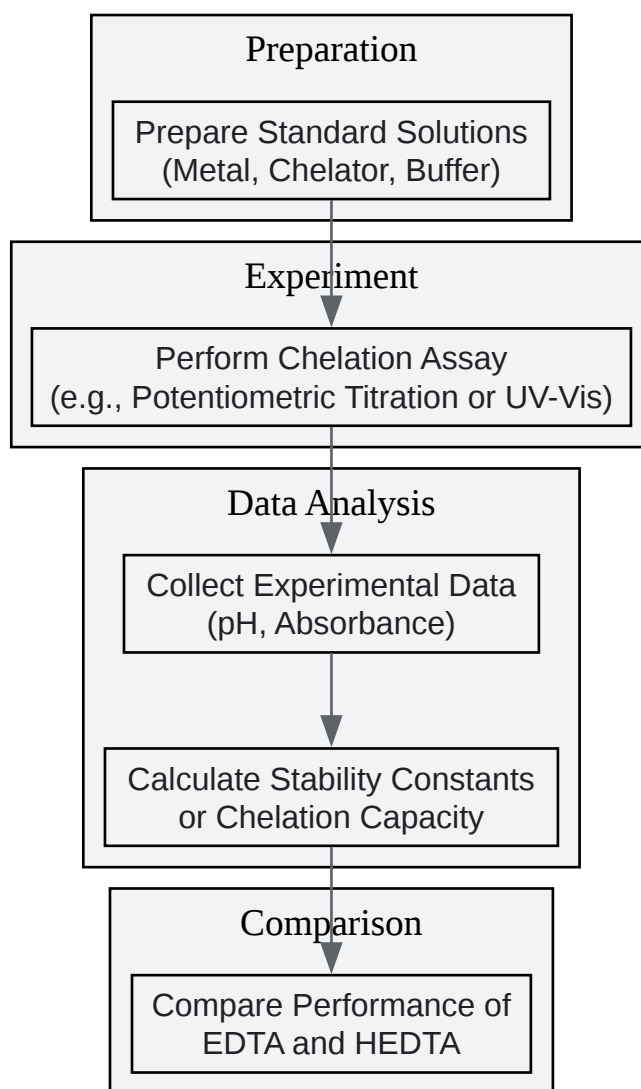 Preparation
Prepare Standard Solutions
(Metal, Chelator, Buffer)
Experiment
Perform Chelation Assay
(e.g., Potentiometric Titration or UV-Vis)
Data Analysis
Collect Experimental Data
(pH, Absorbance)
Calculate Stability Constants
or Chelation Capacity
Comparison
Compare Performance of
EDTA and HEDTA